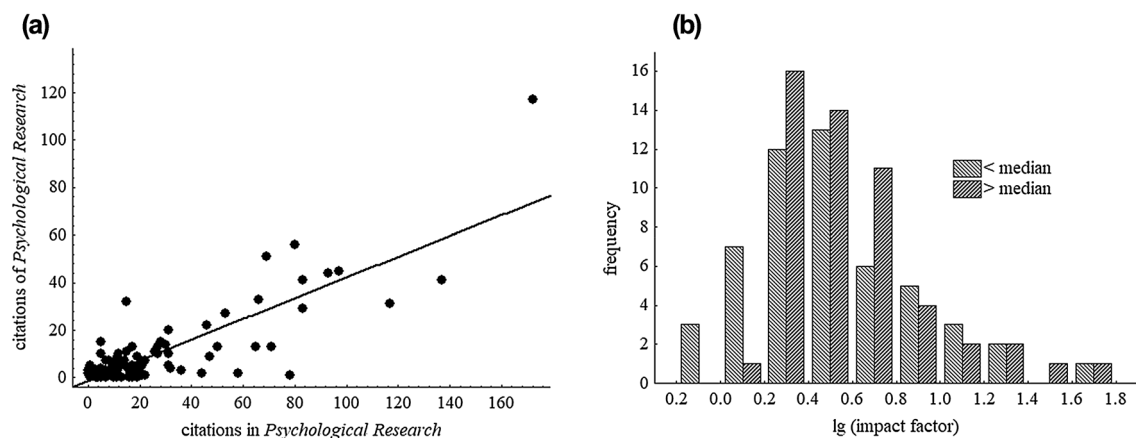 (a)
citations of Psychological Research
120
100
80
60
40
20
0
0 20 40 60 80 100 120 140 160
citations in Psychological Research
(b)
frequency
16
14
12
10
8
6
4
2
0
< median
> median
0.2 0.0 0.2 0.4 0.6 0.8 1.0 1.2 1.4 1.6 1.8
lg (impact factor)